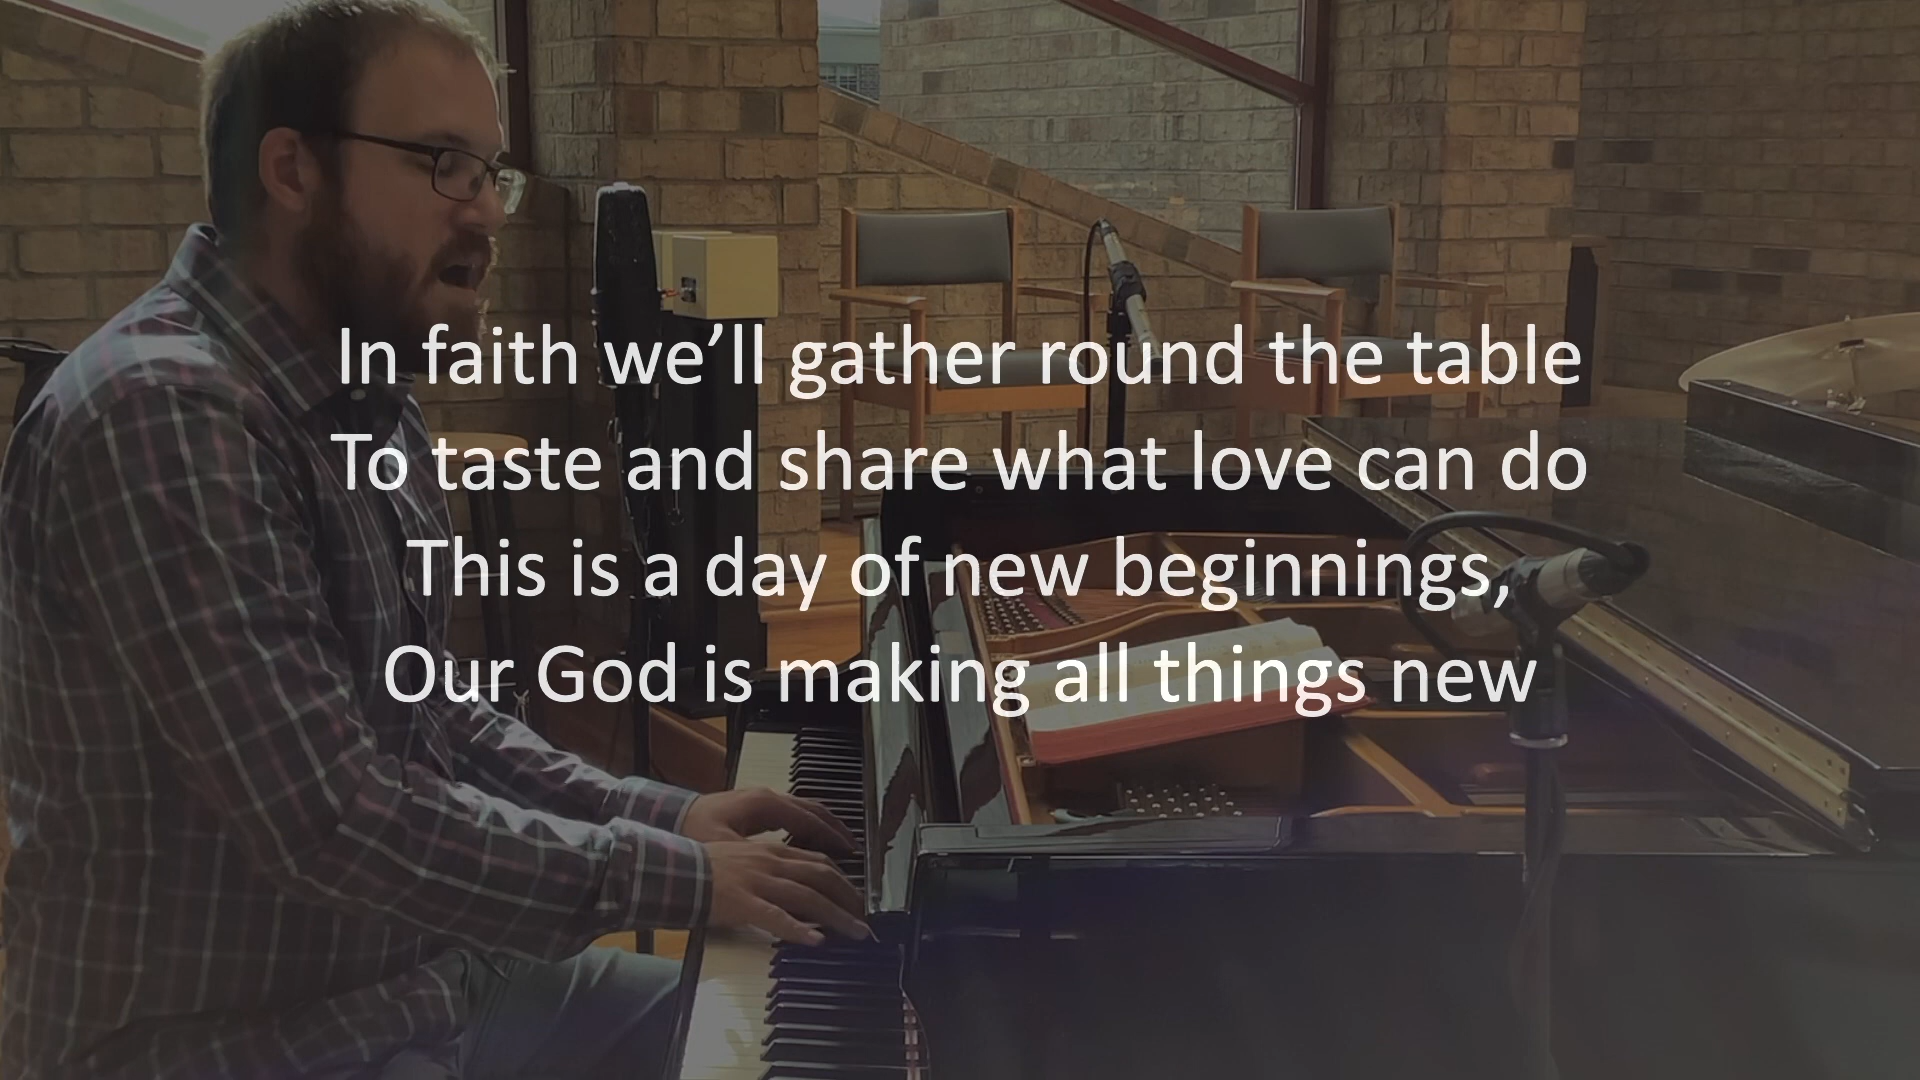 In faith we’ll gather round the table
To taste and share what love can do
This is a day of new beginnings,
Our God is making all things new